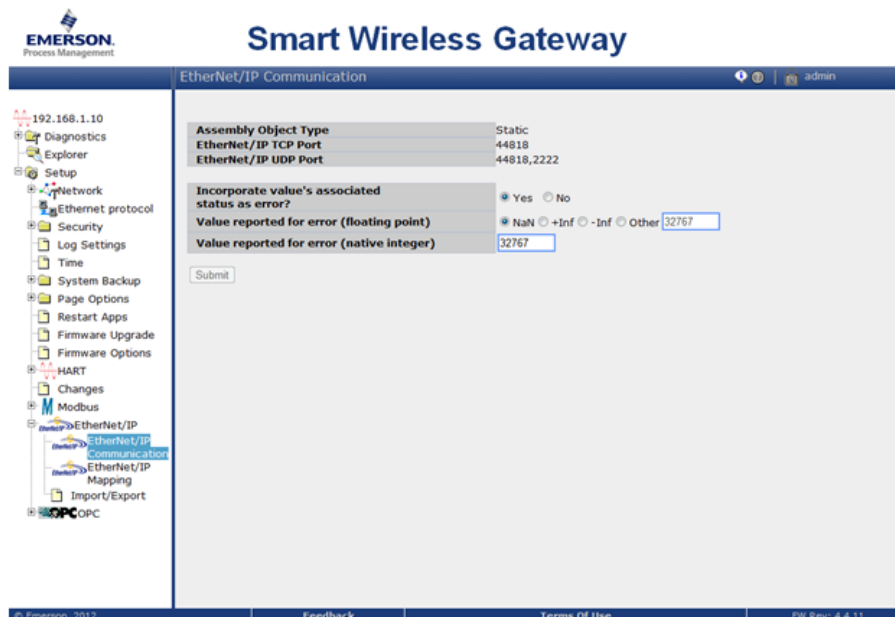 EMERSON.
Process Management
Smart Wireless Gateway
EtherNet/IP Communication
admin
192.168.1.10
Diagnostics
Explorer
Setup
Network
Ethernet protocol
Security
Log Settings
Time
System Backup
Page Options
Restart Apps
Firmware Upgrade
Firmware Options
HART
Changes
Modbus
EtherNet/IP
EtherNet/IP
Communication
EtherNet/IP
Mapping
Import/Export
OPC OPC
Assembly Object Type Static
EtherNet/IP TCP Port 44818
EtherNet/IP UDP Port 44818,2222
Incorporate value's associated
status as error? Yes No
Value reported for error (floating point) NaN +Inf -Inf Other 32767
Value reported for error (native integer) 32767
Submit
© Emerson, 2012 Feedback Terms Of Use FW Rev: 4.4.11